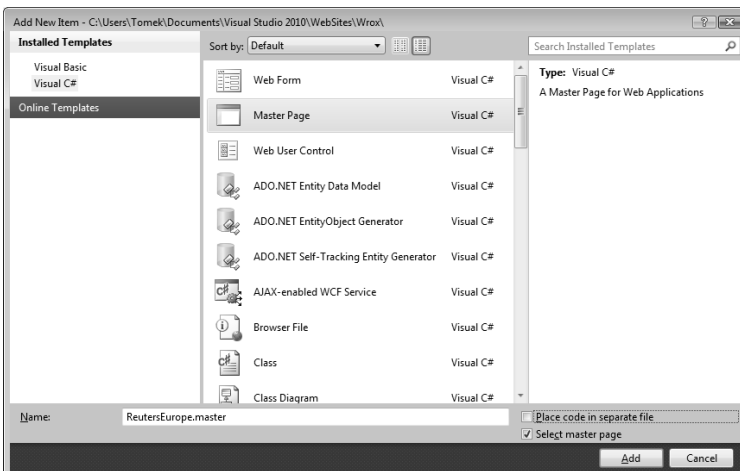 Add New Item - C:\Users\Tomek\Documents\Visual Studio 2010\WebSites\Wrox\
Installed Templates
Visual Basic
Visual C#
Online Templates
Sort by: Default
Search Installed Templates
Web Form Visual C#
Master Page Visual C#
Web User Control Visual C#
ADO.NET Entity Data Model Visual C#
ADO.NET EntityObject Generator Visual C#
ADO.NET Self-Tracking Entity Generator Visual C#
AJAX-enabled WCF Service Visual C#
Browser File Visual C#
Class Visual C#
Class Diagram Visual C#
Type: Visual C#
A Master Page for Web Applications
Name: ReutersEurope.master
Place code in separate file
Select master page
Add Cancel